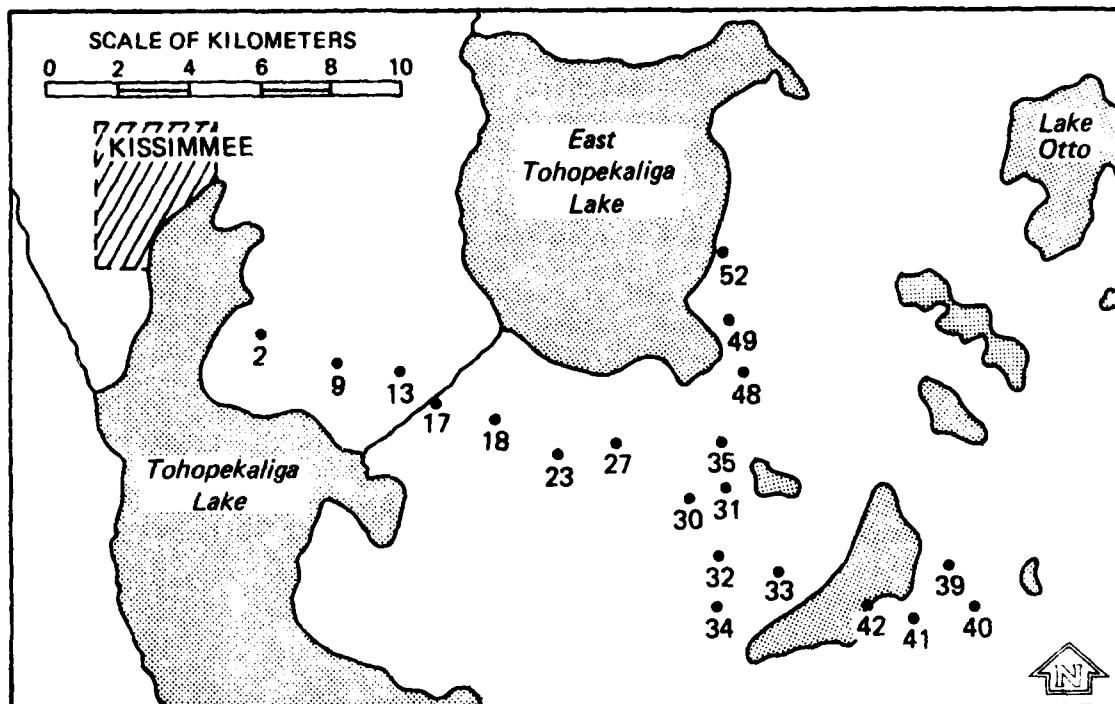 SCALE OF KILOMETERS
0 2 4 6 8 10
KISSIMMEE
East
Tohopekaliga
Lake
Lake
Otto
52
49
2
9
13
48
17
18
23
27
35
Tohopekaliga
Lake
30
31
32
33
39
34
42
41
40
N